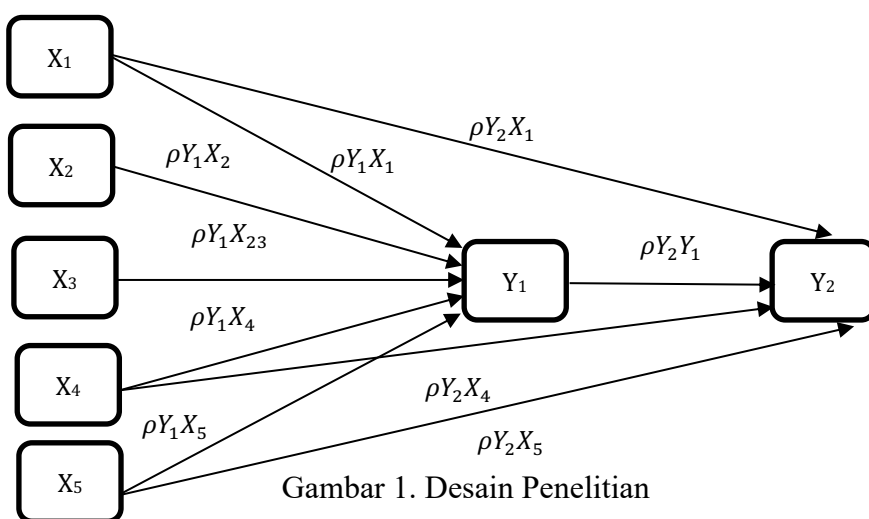 X₁
ρY₂X₁
X₂
ρY₁X₂
ρY₁X₁
ρY₁X₂₃
ρY₂Y₁
X₃
Y₁
Y₂
ρY₁X₄
X₄
ρY₂X₄
ρY₁X₅
ρY₂X₅
X₅
Gambar 1. Desain Penelitian